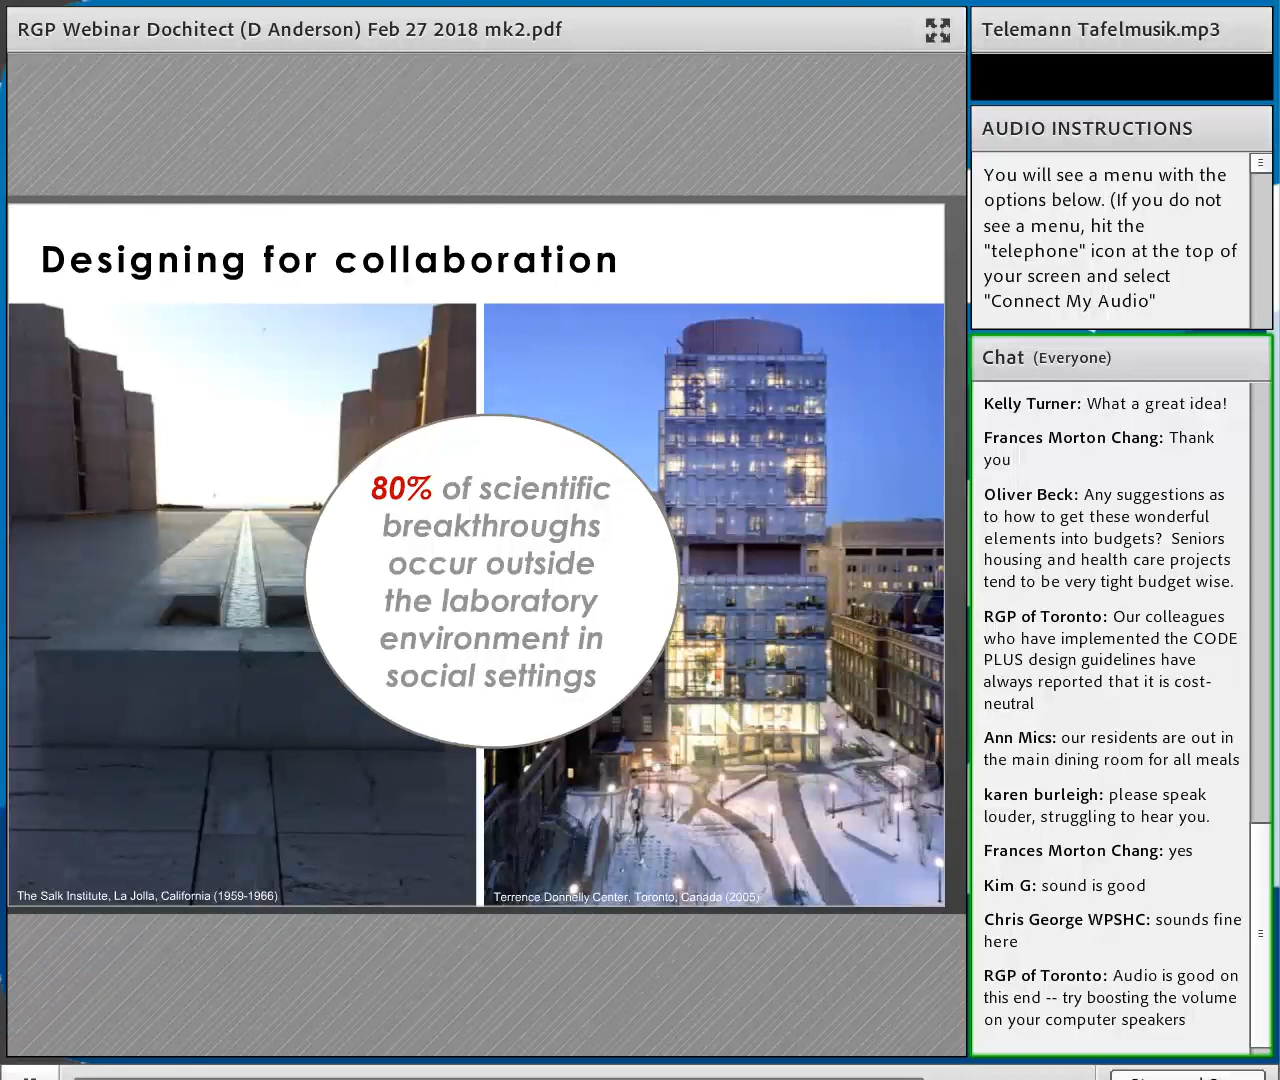 RGP Webinar Dochitect (D Anderson) Feb 27 2018 mk2.pdf
Designing for collaboration
80% of scientific
breakthroughs
occur outside
the laboratory
environment in
social settings
The Salk Institute, La Jolla, California (1959-1966)
Terrence Donnelly Center, Toronto, Canada (2005)
Telemann Tafelmusik.mp3
AUDIO INSTRUCTIONS
You will see a menu with the
options below. (If you do not
see a menu, hit the
"telephone" icon at the top of
your screen and select
"Connect My Audio"
Chat (Everyone)
Kelly Turner: What a great idea!
Frances Morton Chang: Thank
you
Oliver Beck: Any suggestions as
to how to get these wonderful
elements into budgets? Seniors
housing and health care projects
tend to be very tight budget wise.
RGP of Toronto: Our colleagues
who have implemented the CODE
PLUS design guidelines have
always reported that it is cost-
neutral
Ann Mics: our residents are out in
the main dining room for all meals
karen burleigh: please speak
louder, struggling to hear you.
Frances Morton Chang: yes
Kim G: sound is good
Chris George WPSHC: sounds fine
here
RGP of Toronto: Audio is good on
this end -- try boosting the volume
on your computer speakers